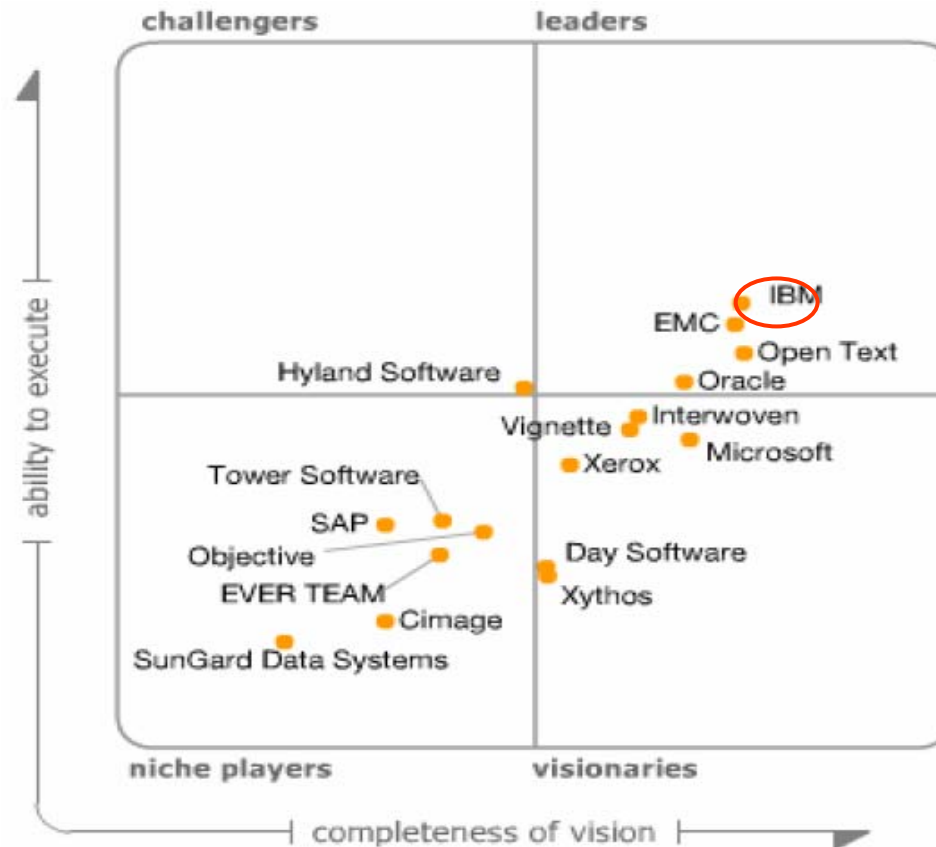 challengers
leaders
IBM
EMC
Open Text
Hyland Software
Oracle
Interwoven
Vignette
Microsoft
Xerox
Tower Software
SAP
Objective
Day Software
EVER TEAM
Xythos
Cimage
SunGard Data Systems
niche players
visionaries
ability to execute
completeness of vision